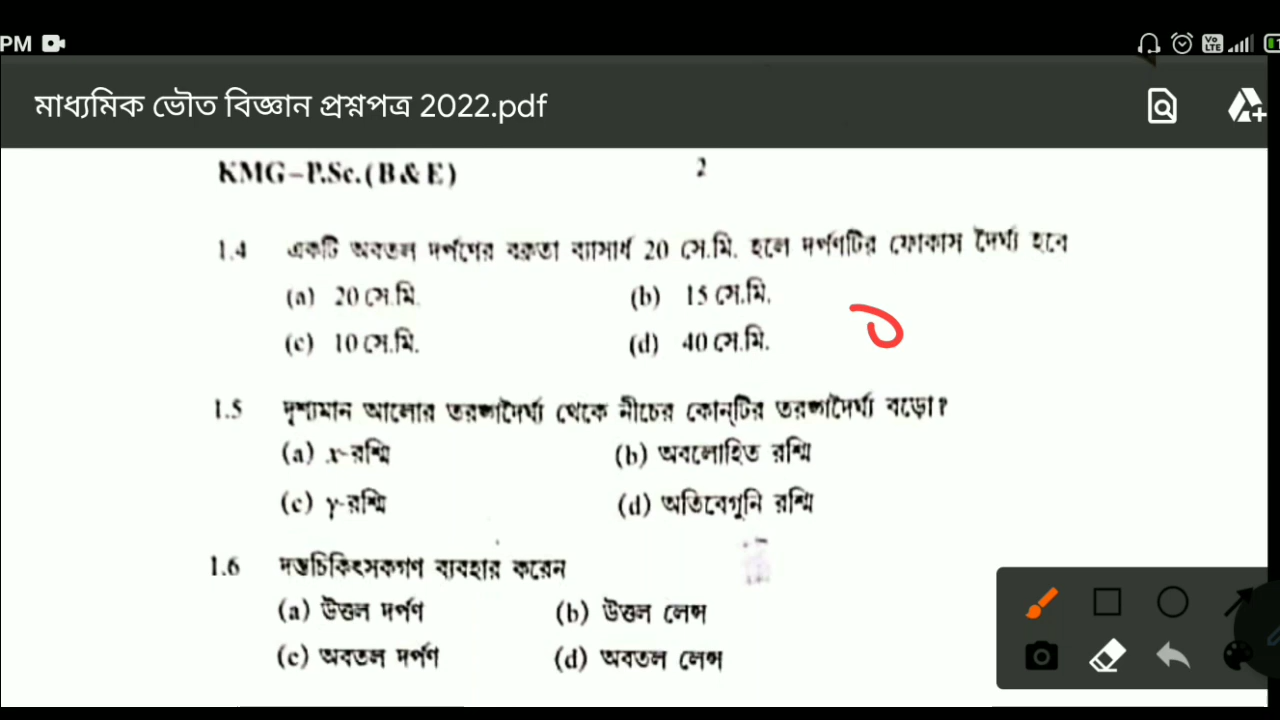 PM
Vo LTE
মাধ্যমিক ভৌত বিজ্ঞান প্রশ্নপত্র 2022.pdf
KMG–P.Sc.(B & E) 2
1.4 একটি অবতল দর্পণের বক্রতা ব্যাসার্ধ 20 সে.মি. হলে দর্পণটির ফোকাস দৈর্ঘ্য হবে
(a) 20 সে.মি. (b) 15 সে.মি.
(c) 10 সে.মি. (d) 40 সে.মি.
1.5 দৃশ্যমান আলোর তরঙ্গদৈর্ঘ্য থেকে নীচের কোন্‌টির তরঙ্গদৈর্ঘ্য বড়ো?
(a) x-রশ্মি (b) অবলোহিত রশ্মি
(c) γ-রশ্মি (d) অতিবেগুনি রশ্মি
1.6 দন্তচিকিৎসকগণ ব্যবহার করেন
(a) উত্তল দর্পণ (b) উত্তল লেন্স
(c) অবতল দর্পণ (d) অবতল লেন্স